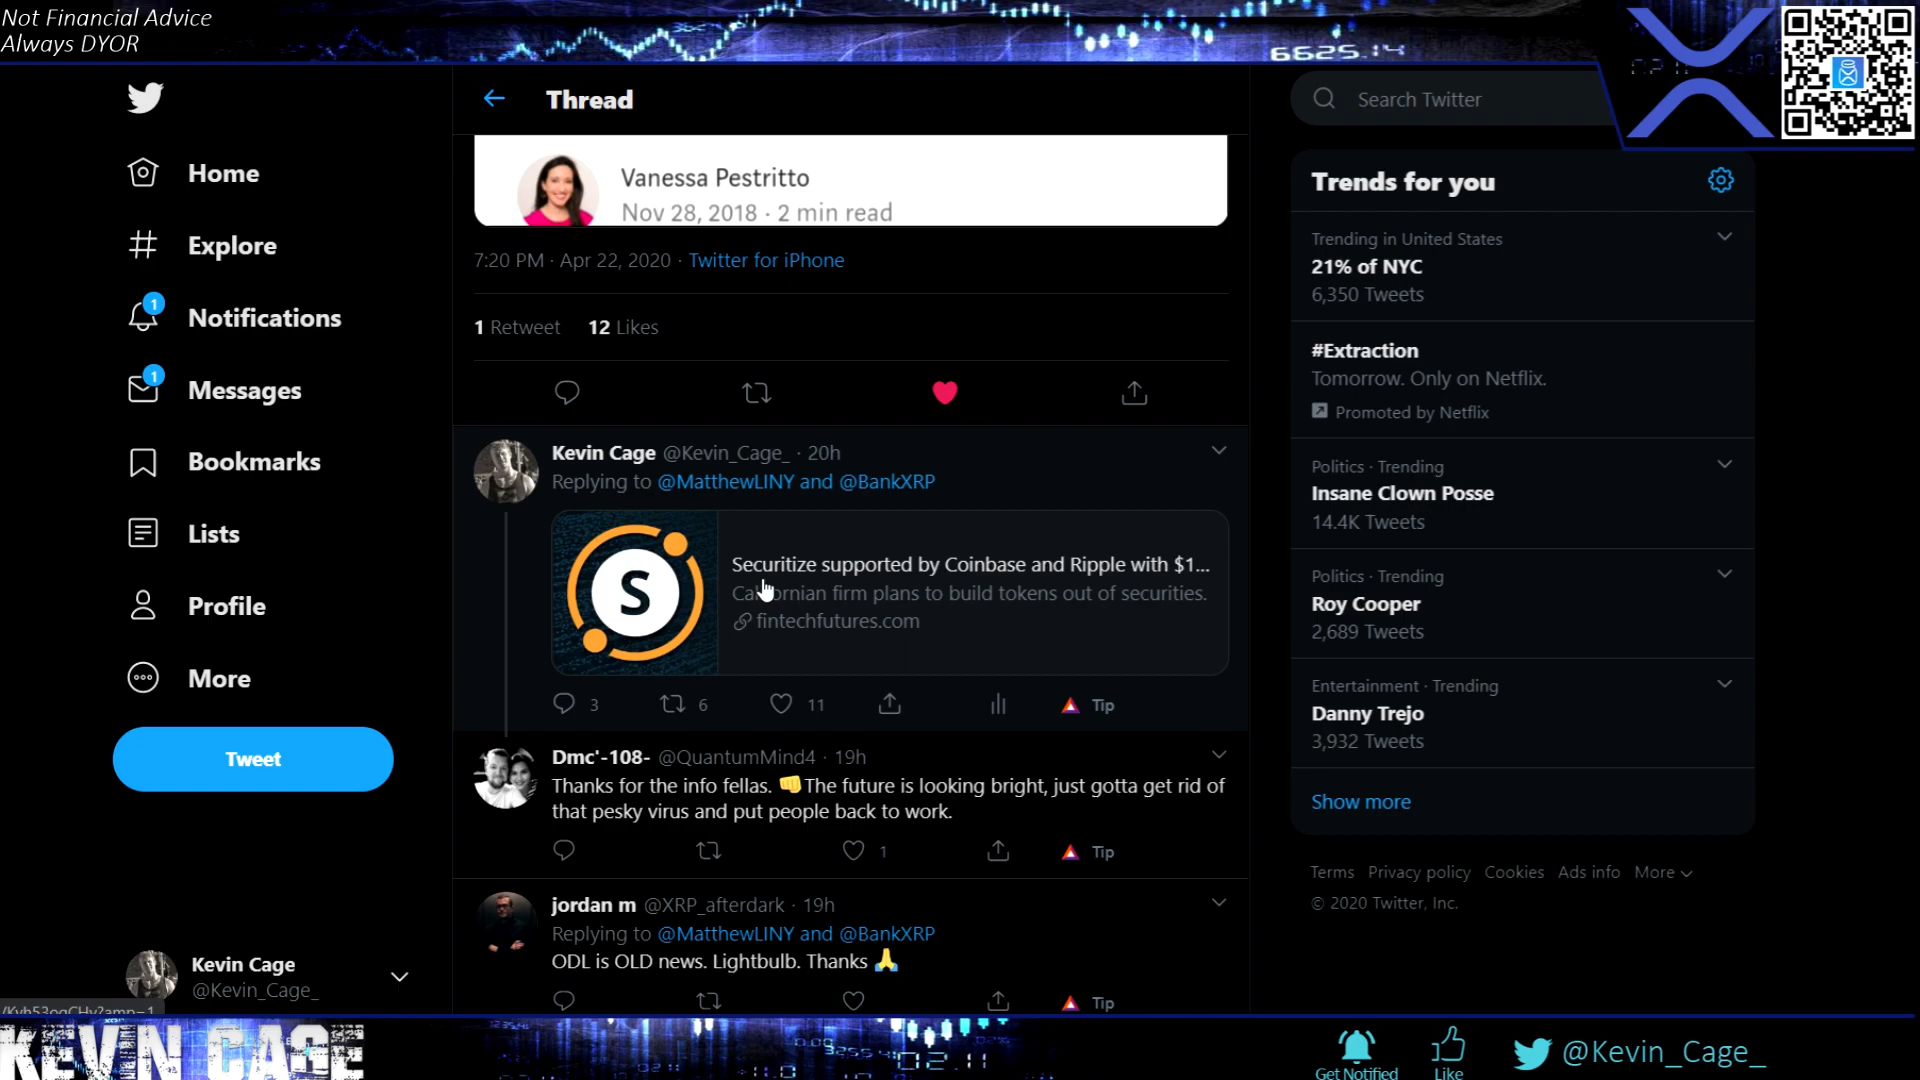 Not Financial Advice
Always DYOR
6625.14
Thread
Search Twitter
Home
Explore
1
Notifications
1
Messages
Bookmarks
Lists
Profile
More
Tweet
Kevin Cage
@Kevin_Cage_
Vanessa Pestritto
Nov 28, 2018 · 2 min read
7:20 PM · Apr 22, 2020 · Twitter for iPhone
1 Retweet 12 Likes
Kevin Cage @Kevin_Cage_ · 20h
Replying to @MatthewLINY and @BankXRP
S
Securitize supported by Coinbase and Ripple with $1...
Californian firm plans to build tokens out of securities.
fintechfutures.com
3 6 11 Tip
Dmc'-108- @QuantumMind4 · 19h
Thanks for the info fellas. 👊The future is looking bright, just gotta get rid of
that pesky virus and put people back to work.
1 Tip
jordan m @XRP_afterdark · 19h
Replying to @MatthewLINY and @BankXRP
ODL is OLD news. Lightbulb. Thanks 🙏
Tip
Trends for you
Trending in United States
21% of NYC
6,350 Tweets
#Extraction
Tomorrow. Only on Netflix.
Promoted by Netflix
Politics · Trending
Insane Clown Posse
14.4K Tweets
Politics · Trending
Roy Cooper
2,689 Tweets
Entertainment · Trending
Danny Trejo
3,932 Tweets
Show more
Terms Privacy policy Cookies Ads info More
© 2020 Twitter, Inc.
KEVIN CAGE
02.11
Get Notified
Like
@Kevin_Cage_